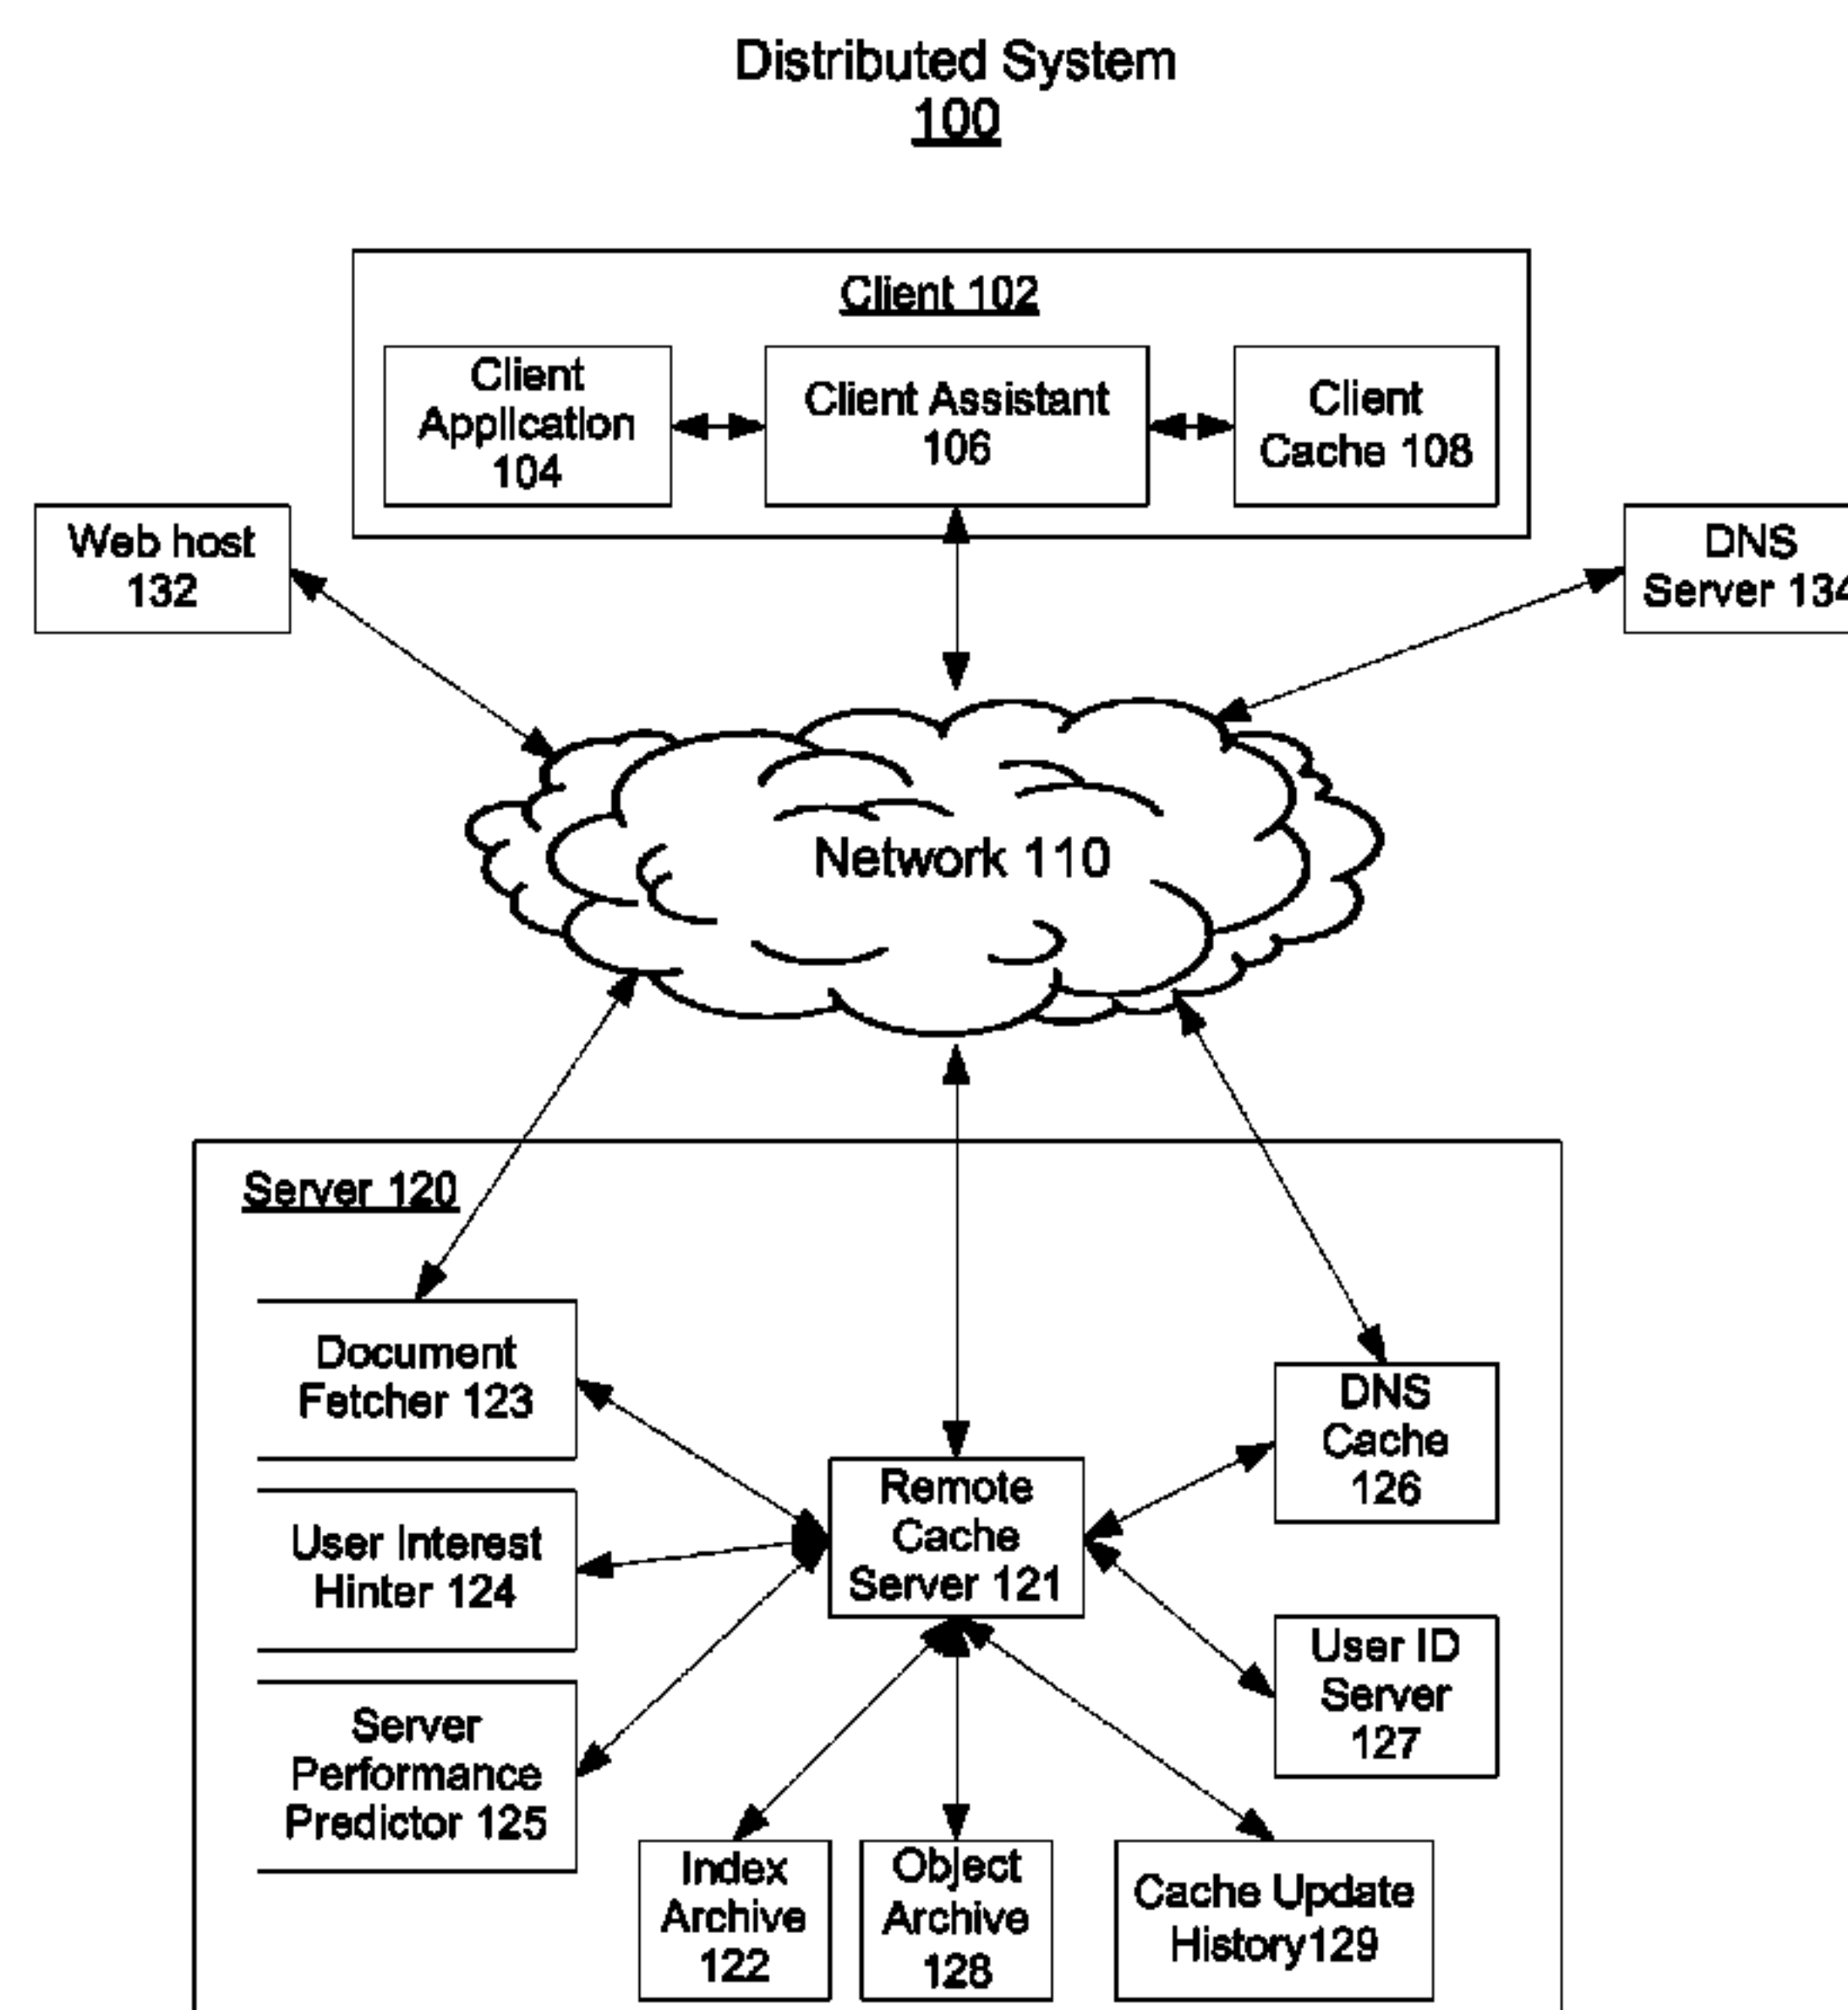 Distributed System
100
Client 102
Client
Application
104
Client Assistant
106
Client
Cache 108
Web host
132
DNS
Server 134
Network 110
Server 120
Document
Fetcher 123
DNS
Cache
126
Remote
Cache
Server 121
User Interest
Hinter 124
User ID
Server
127
Server
Performance
Predictor 125
Index
Archive
122
Object
Archive
128
Cache Update
History129